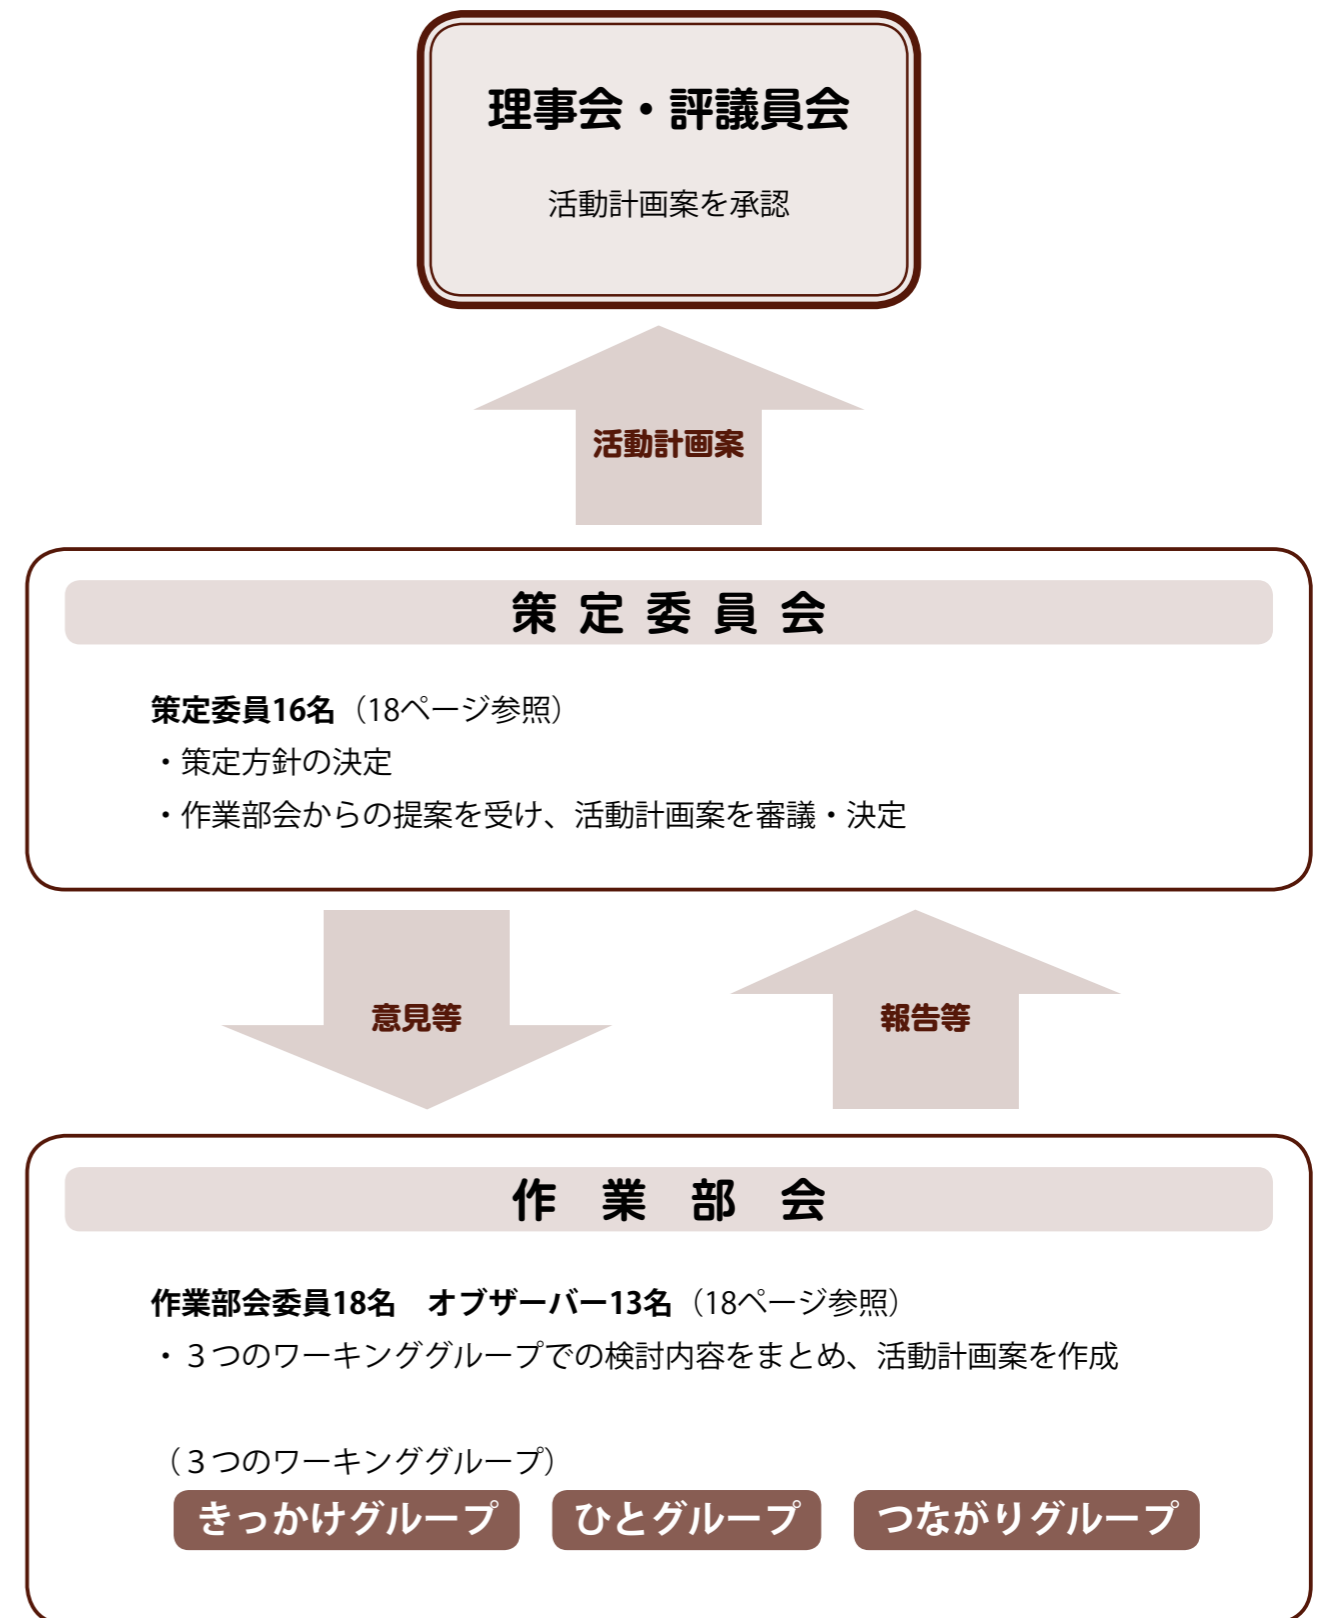 理事会・評議員会
活動計画案を承認
活動計画案
策定委員会
策定委員16名（18ページ参照）
・策定方針の決定
・作業部会からの提案を受け、活動計画案を審議・決定
意見等
報告等
作業部会
作業部会委員18名　オブザーバー13名（18ページ参照）
・３つのワーキンググループでの検討内容をまとめ、活動計画案を作成
（３つのワーキンググループ）
きっかけグループ
ひとグループ
つながりグループ